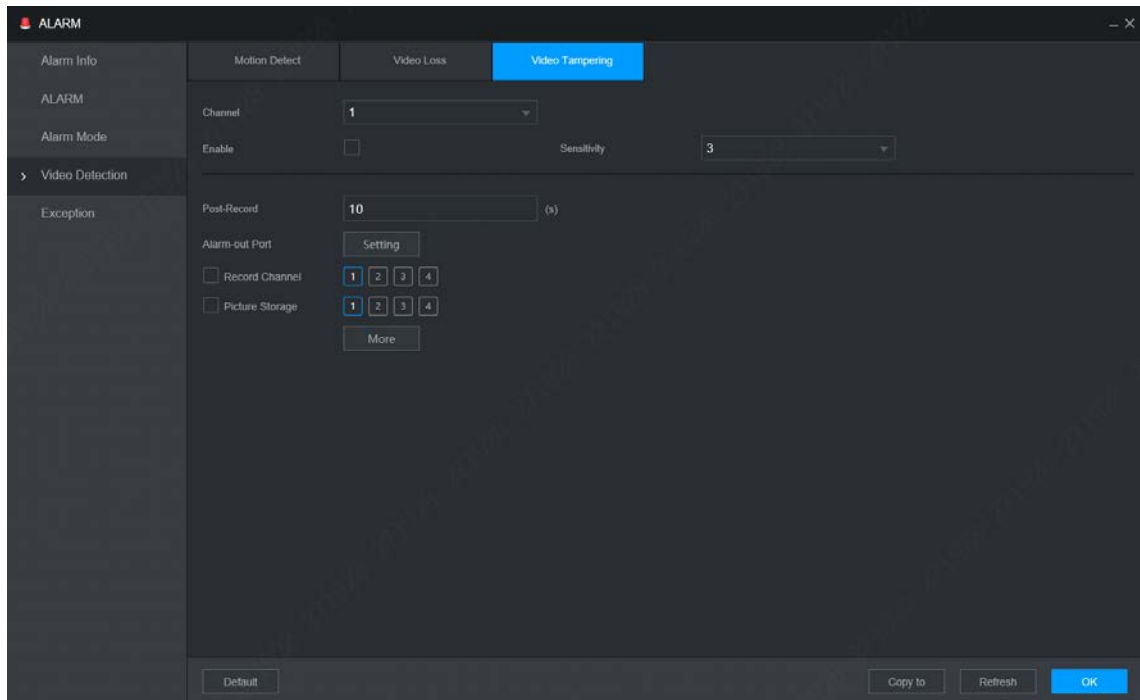 ALARM
Alarm Info
ALARM
Alarm Mode
Video Detection
Exception
Motion Detect Video Loss Video Tampering
Channel 1
Enable Sensitivity 3
Post-Record 10 (s)
Alarm-out Port Setting
Record Channel 1 2 3 4
Picture Storage 1 2 3 4
More
Default Copy to Refresh OK